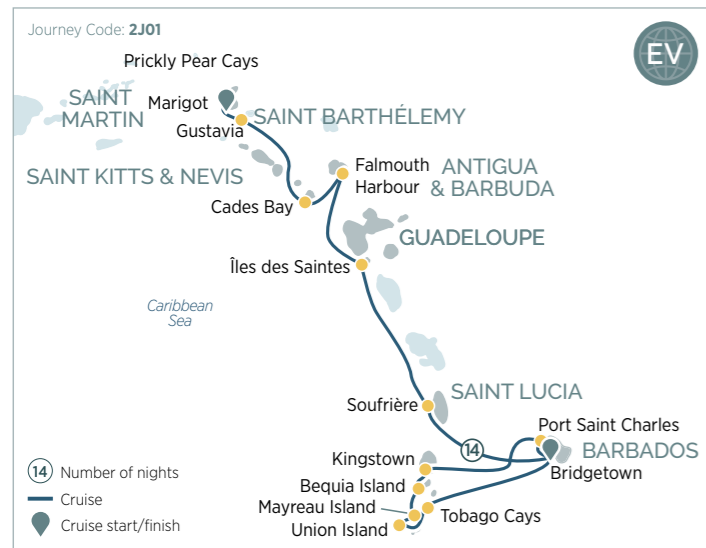 Journey Code: 2J01
EV
Prickly Pear Cays
SAINT
MARTIN
Marigot
Gustavia
SAINT BARTHÉLEMY
SAINT KITTS & NEVIS
Cades Bay
Falmouth
Harbour
ANTIGUA
& BARBUDA
GUADELOUPE
Îles des Saintes
Caribbean
Sea
SAINT LUCIA
Soufrière
Port Saint Charles
14
BARBADOS
Bridgetown
Kingstown
Bequia Island
Mayreau Island
Union Island
Tobago Cays
14 Number of nights
Cruise
Cruise start/finish